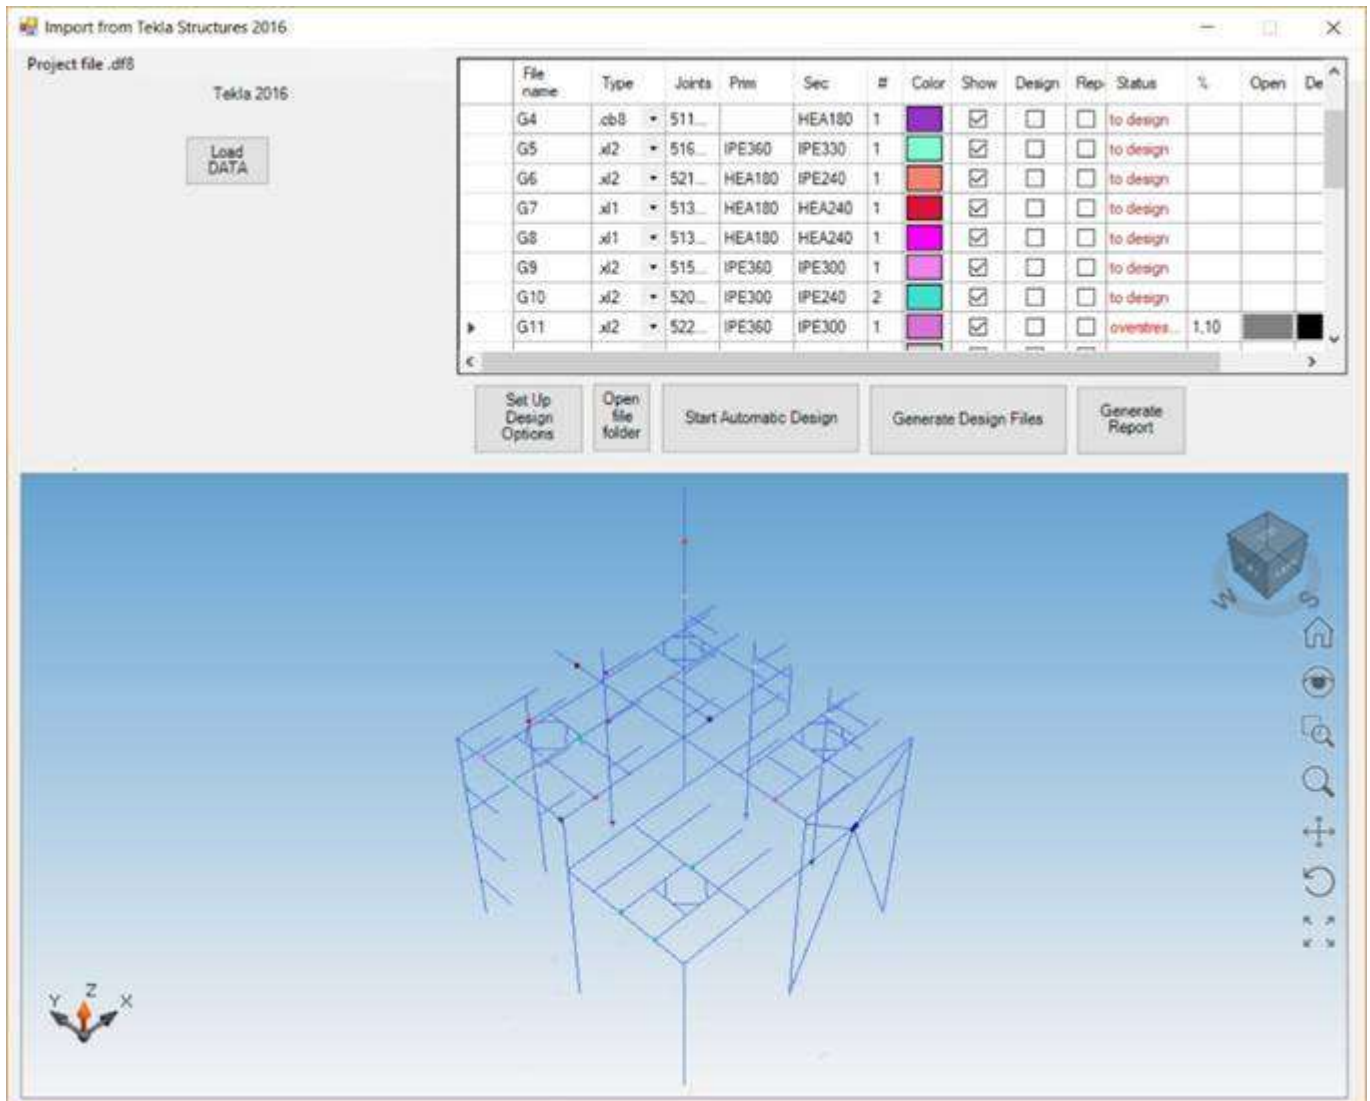 Import from Tekla Structures 2016
Project file .df8
Tekla 2016
Load
DATA
File name Type Joints Prim Sec # Color Show Design Rep Status % Open De
G4 .cb8 511... HEA180 1 to design
G5 .xl2 516... IPE360 IPE330 1 to design
G6 .xl2 521... HEA180 IPE240 1 to design
G7 .xl1 513... HEA180 HEA240 1 to design
G8 .xl1 513... HEA180 HEA240 1 to design
G9 .xl2 515... IPE360 IPE300 1 to design
G10 .xl2 520... IPE300 IPE240 2 to design
G11 .xl2 522... IPE360 IPE300 1 overstres... 1,10
Set Up
Design
Options
Open
file
folder
Start Automatic Design
Generate Design Files
Generate
Report
W
S
Y Z X